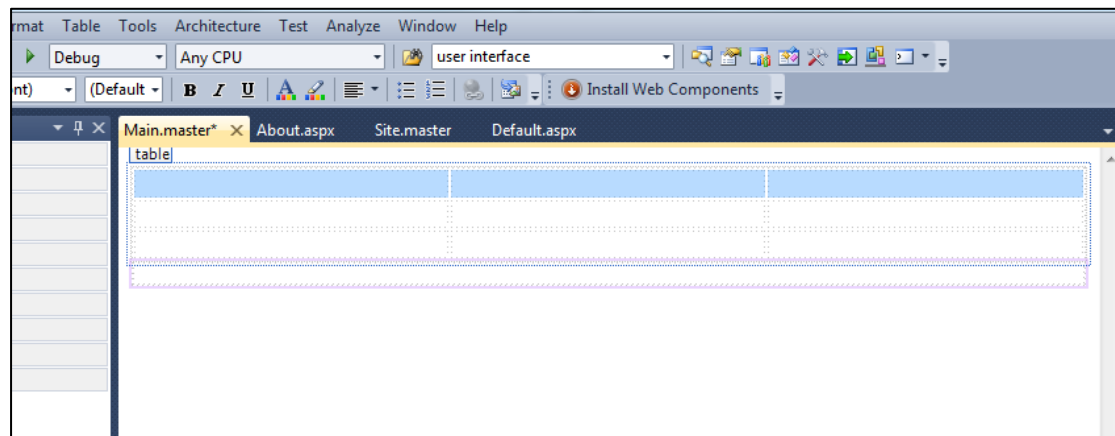 rmat Table Tools Architecture Test Analyze Window Help
Debug Any CPU user interface
nt) (Default B I U A Install Web Components
Main.master* About.aspx Site.master Default.aspx
table